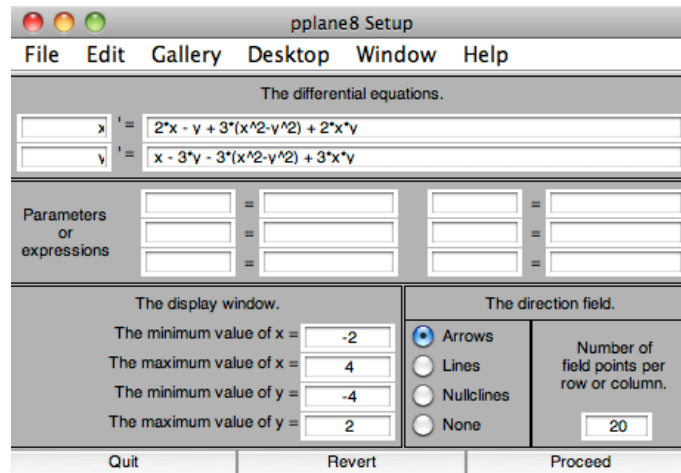 pplane8 Setup
File Edit Gallery Desktop Window Help
The differential equations.
x ' = 2*x - y + 3*(x^2-y^2) + 2*x*y
y ' = x - 3*y - 3*(x^2-y^2) + 3*x*y
Parameters
or
expressions
= =
= =
= =
The display window.
The minimum value of x = -2
The maximum value of x = 4
The minimum value of y = -4
The maximum value of y = 2
The direction field.
Arrows
Lines
Nullclines
None
Number of
field points per
row or column.
20
Quit Revert Proceed